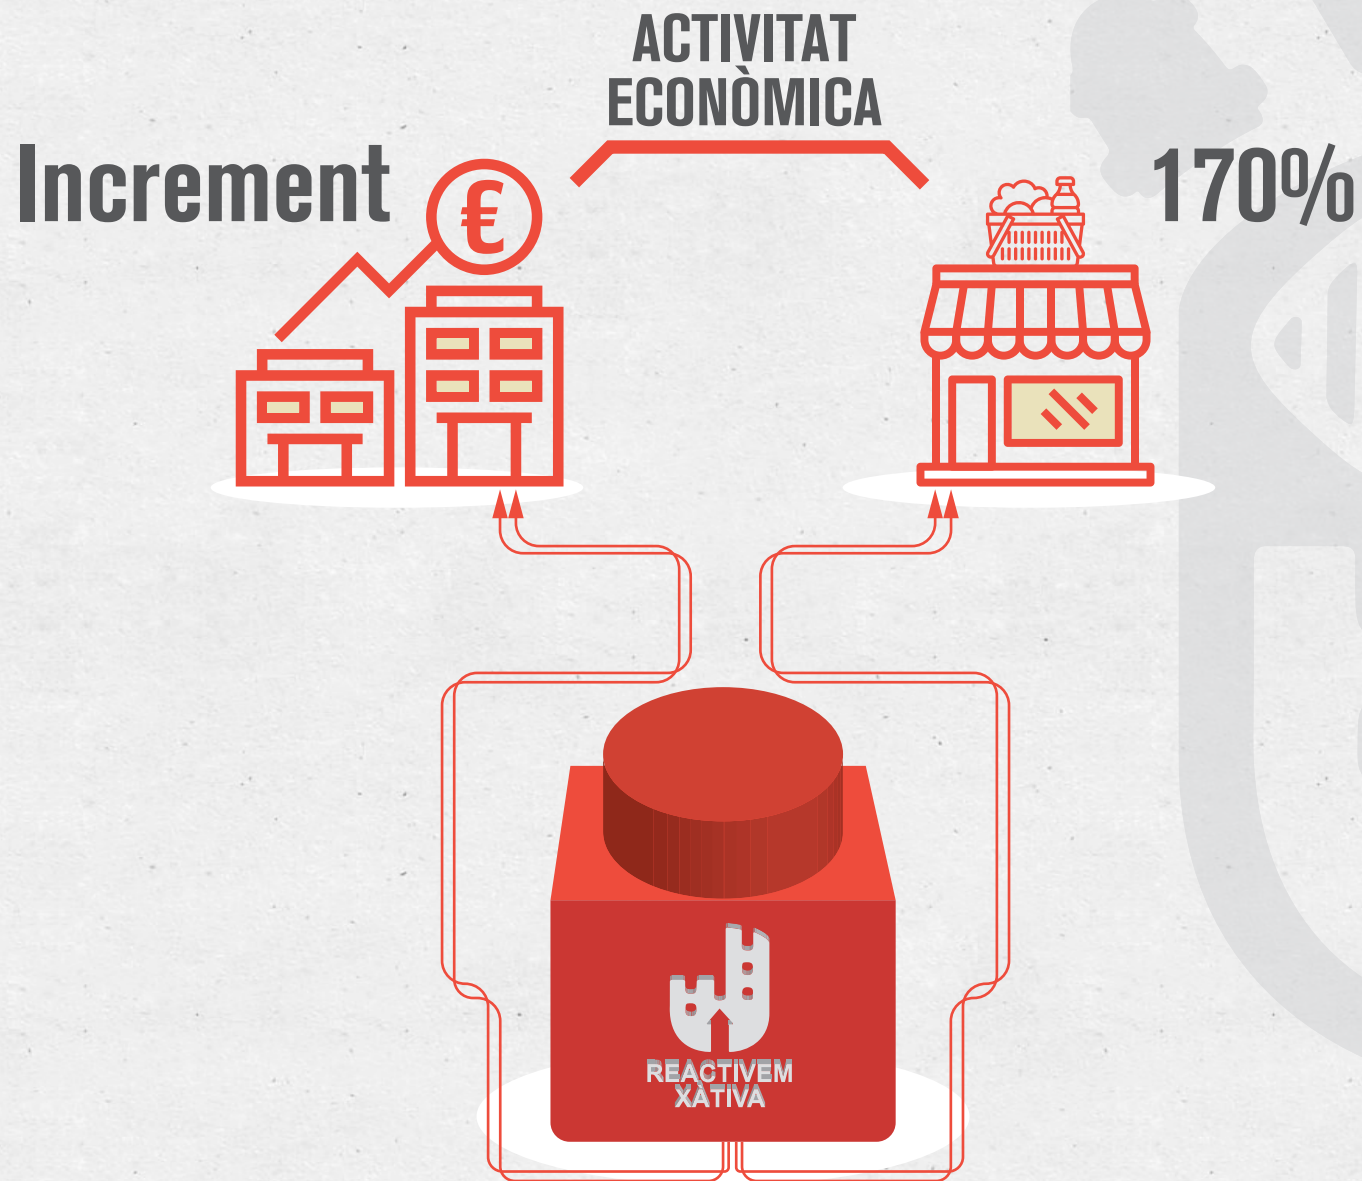 ACTIVITAT
ECONÒMICA
Increment
€
170%
REACTIVEM
XÀTIVA